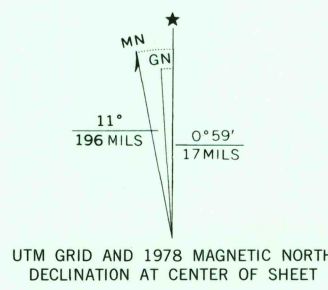 MN
GN
11°
196 MILS
0°59′
17 MILS
UTM GRID AND 1978 MAGNETIC NORTH
DECLINATION AT CENTER OF SHEET